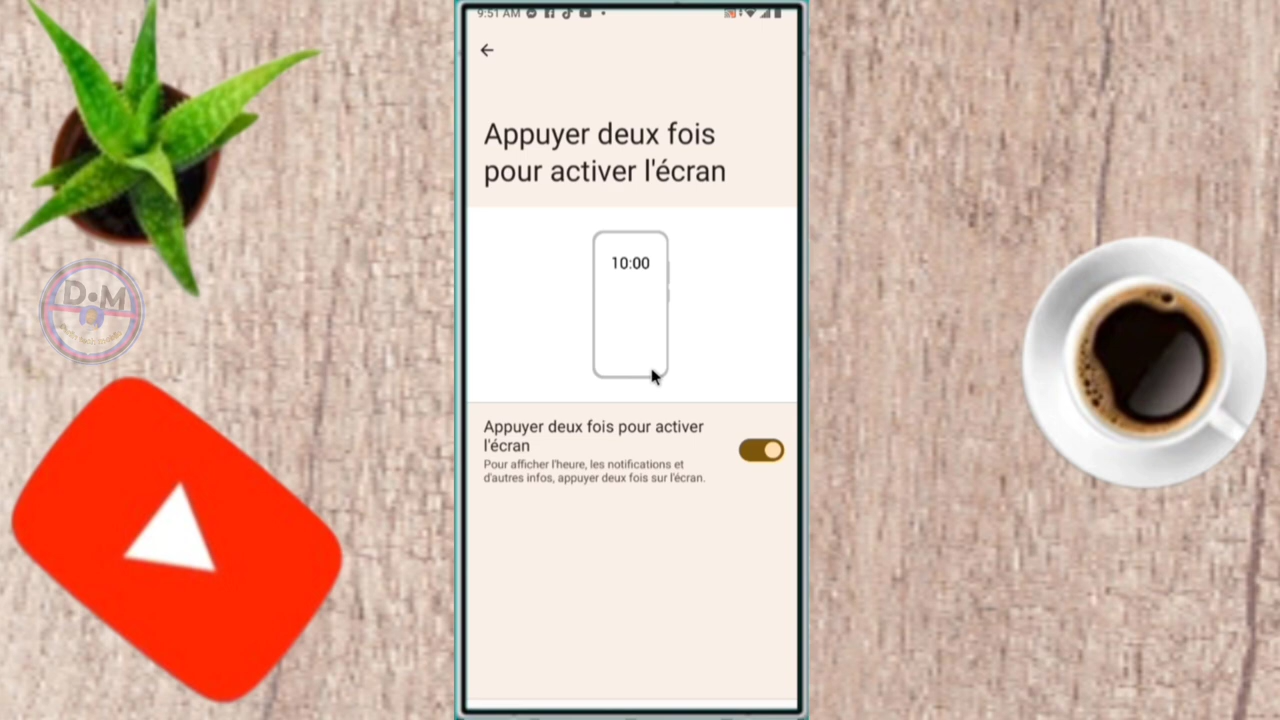 9:51 AM
Appuyer deux fois
pour activer l'écran
10:00
Appuyer deux fois pour activer
l'écran
Pour afficher l'heure, les notifications et
d'autres infos, appuyer deux fois sur l'écran.
D•M